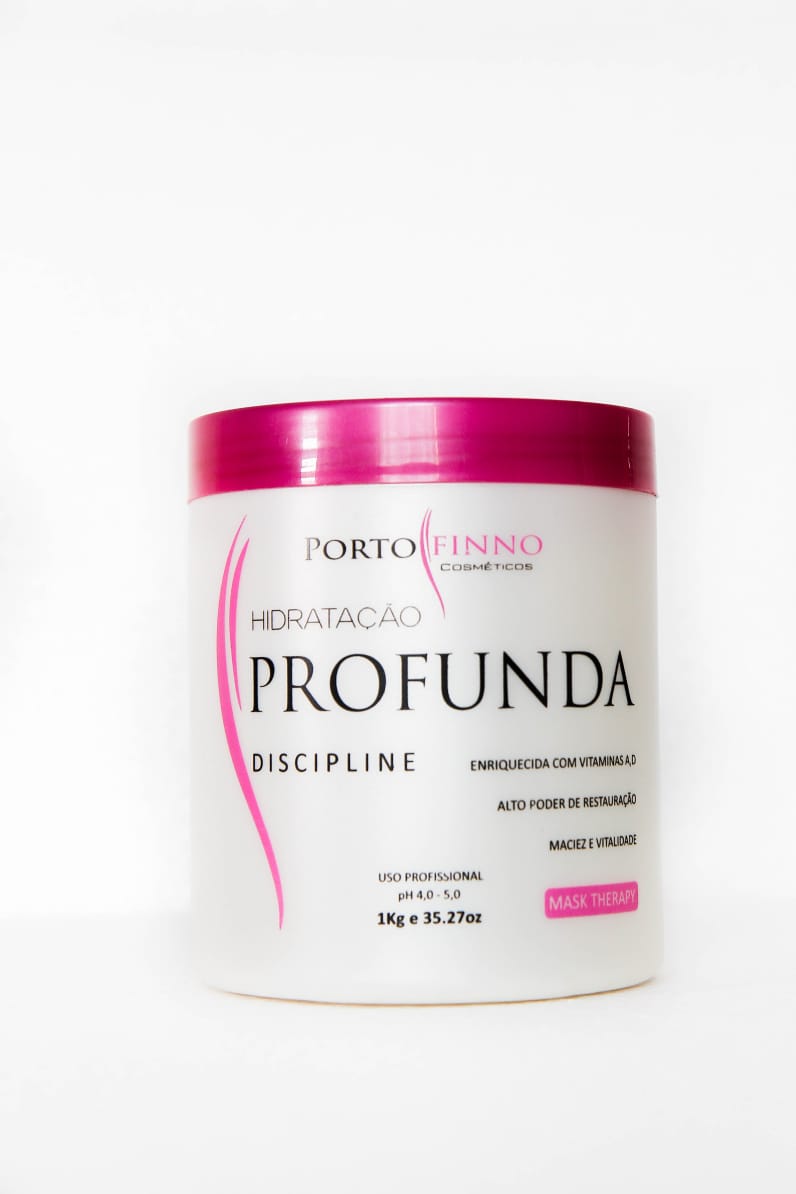 PORTO FINNO
COSMÉTICOS
HIDRATAÇÃO
PROFUNDA
DISCIPLINE
ENRIQUECIDA COM VITAMINAS A,D
ALTO PODER DE RESTAURAÇÃO
MACIEZ E VITALIDADE
USO PROFISSIONAL
pH 4,0 - 5,0
1Kg e 35.27oz
MASK THERAPY